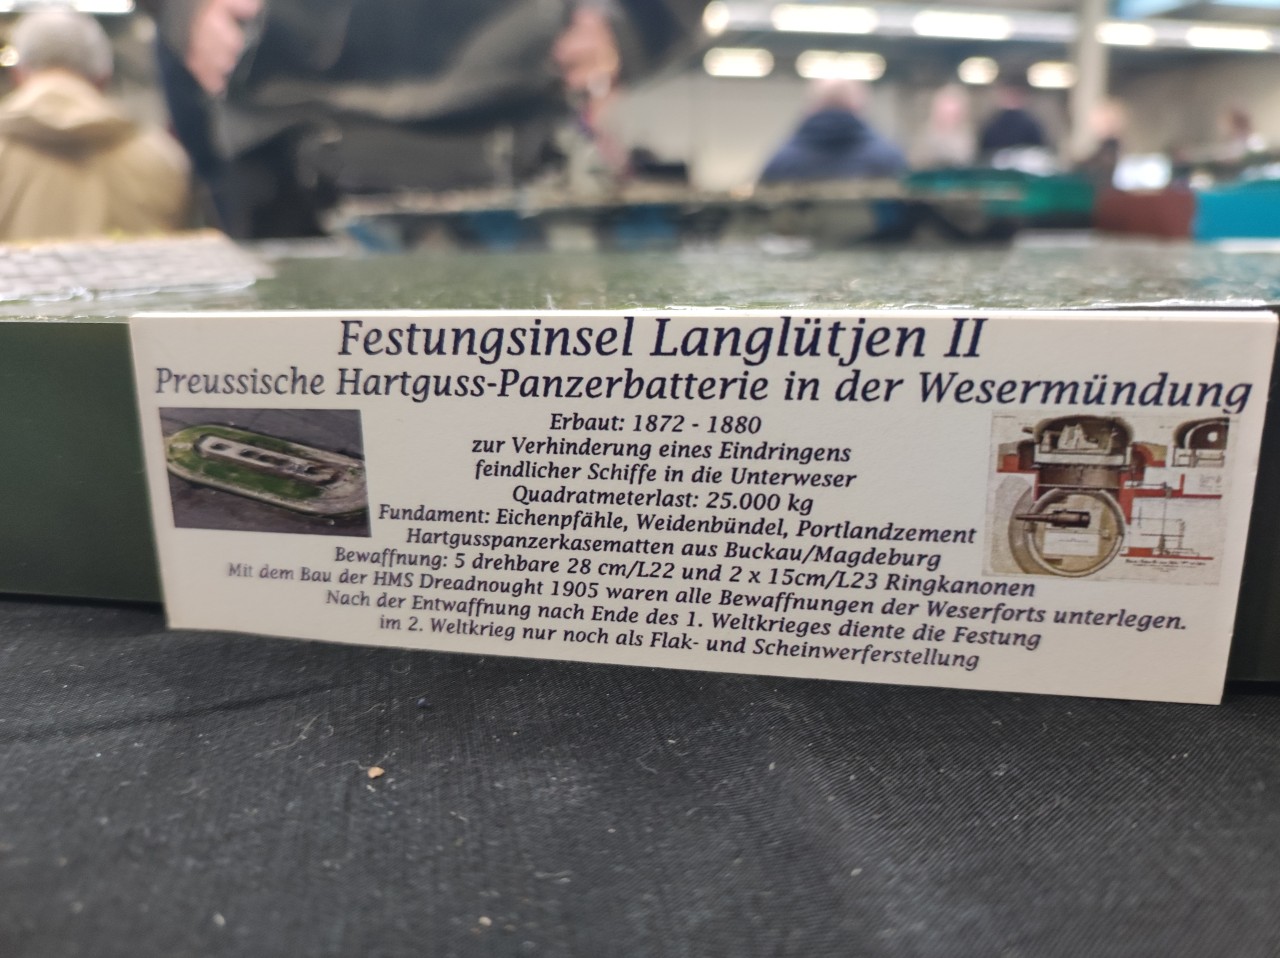 Festungsinsel Langlütjen II
Preussische Hartguss-Panzerbatterie in der Wesermündung
Erbaut: 1872 - 1880
zur Verhinderung eines Eindringens
feindlicher Schiffe in die Unterweser
Quadratmeterlast: 25.000 kg
Fundament: Eichenpfähle, Weidenbündel, Portlandzement
Hartgusspanzerkasematten aus Buckau/Magdeburg
Bewaffnung: 5 drehbare 28 cm/L22 und 2 x 15cm/L23 Ringkanonen
Mit dem Bau der HMS Dreadnought 1905 waren alle Bewaffnungen der Weserforts unterlegen.
Nach der Entwaffnung nach Ende des 1. Weltkrieges diente die Festung
im 2. Weltkrieg nur noch als Flak- und Scheinwerferstellung